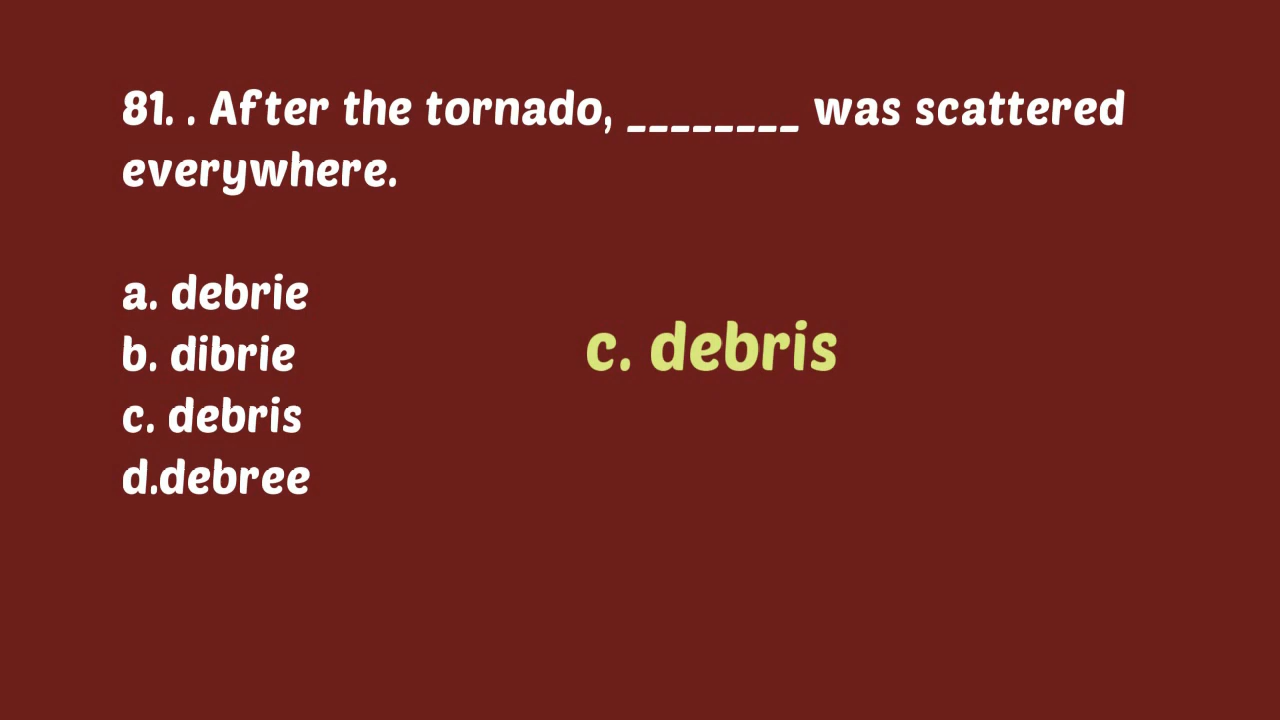 81. . After the tornado, ________ was scattered
everywhere.
a. debrie
b. dibrie
c. debris
d.debree
c. debris